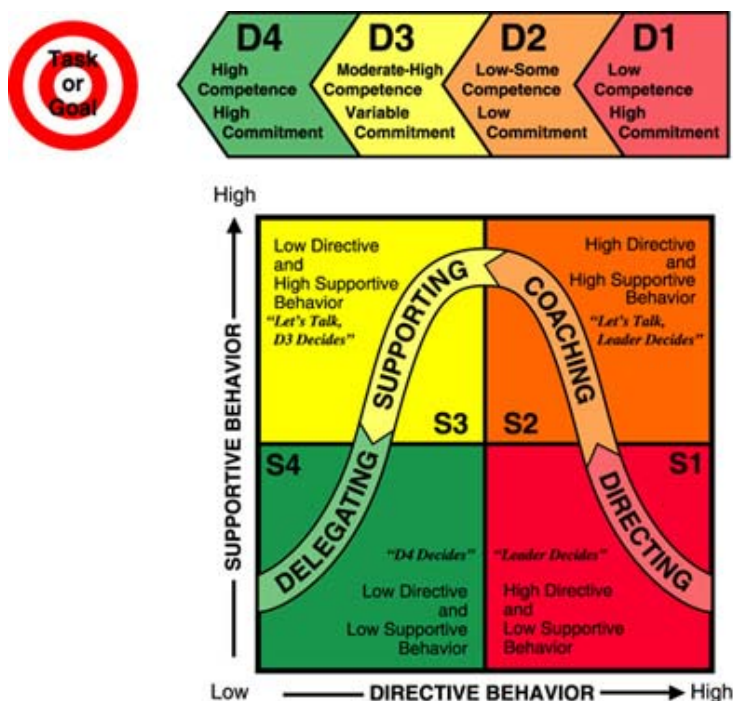 Task
or
Goal
D4
High
Competence
High
Commitment
D3
Moderate-High
Competence
Variable
Commitment
D2
Low-Some
Competence
Low
Commitment
D1
Low
Competence
High
Commitment
High
SUPPORTIVE BEHAVIOR
Low Directive
and
High Supportive
Behavior
“Let's Talk,
D3 Decides”
SUPPORTING
S3
High Directive
and
High Supportive
Behavior
“Let's Talk,
Leader Decides”
COACHING
S2
S4
DELEGATING
“D4 Decides”
Low Directive
and
Low Supportive
Behavior
S1
DIRECTING
“Leader Decides”
High Directive
and
Low Supportive
Behavior
Low
DIRECTIVE BEHAVIOR
High